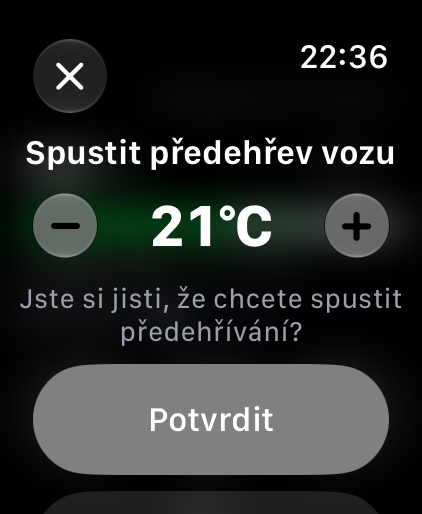 22:36
Spustit předehřev vozu
21°C
Jste si jisti, že chcete spustit
předehřívání?
Potvrdit